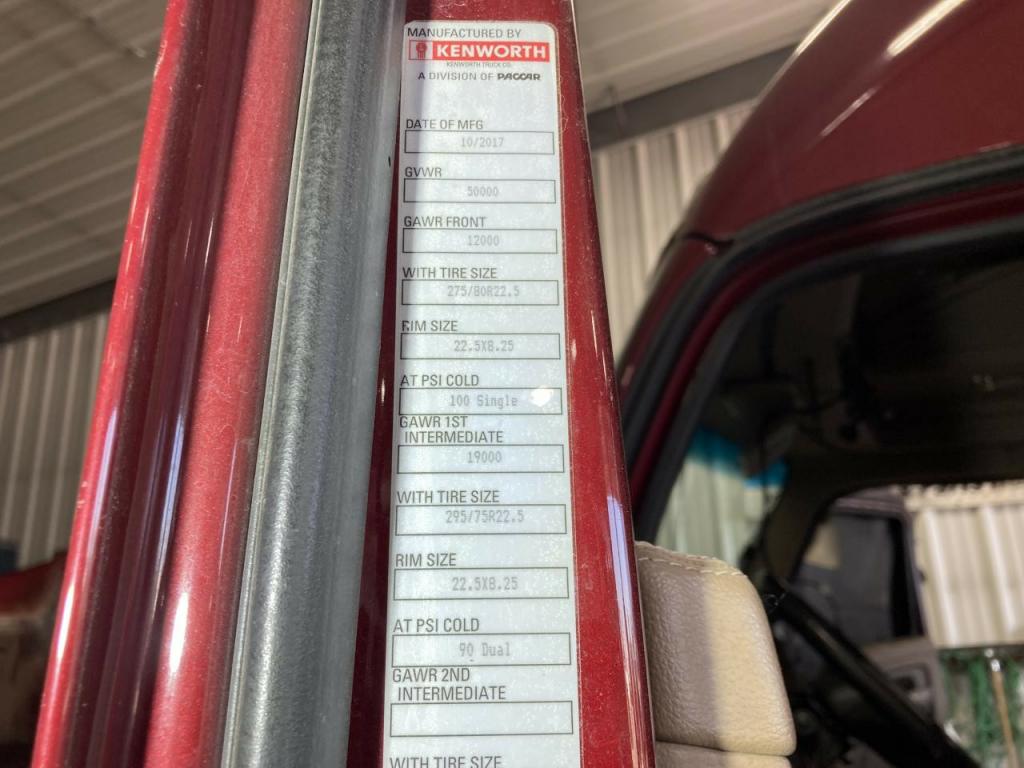 MANUFACTURED BY
KENWORTH
KENWORTH TRUCK CO.
A DIVISION OF PACCAR
DATE OF MFG
10/2017
GVWR
50000
GAWR FRONT
12000
WITH TIRE SIZE
275/80R22.5
RIM SIZE
22.5X8.25
AT PSI COLD
100 Single
GAWR 1ST
INTERMEDIATE
19000
WITH TIRE SIZE
295/75R22.5
RIM SIZE
22.5X8.25
AT PSI COLD
90 Dual
GAWR 2ND
INTERMEDIATE
WITH TIRE SIZE